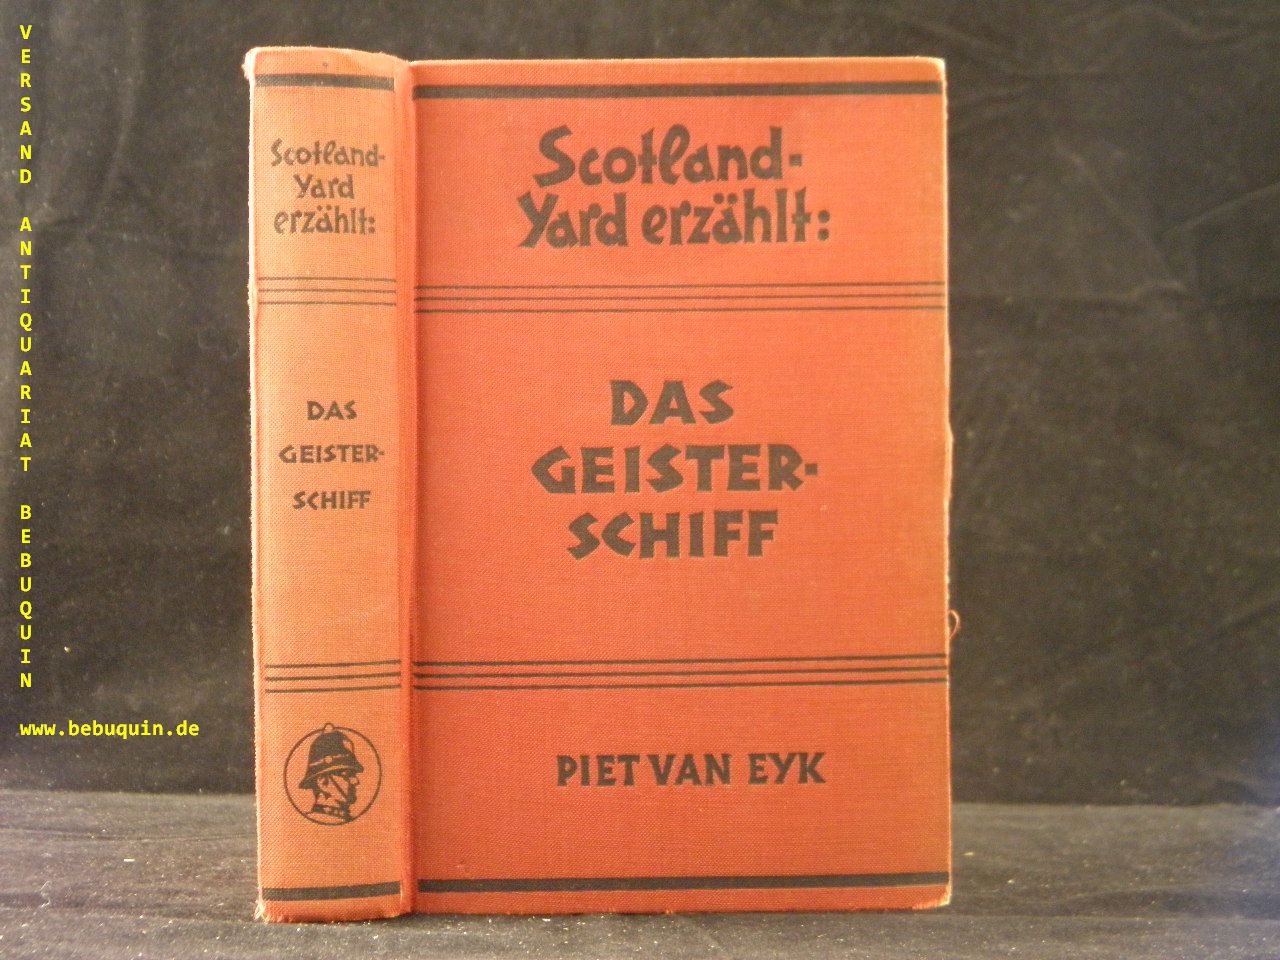 VERSAND ANTIQUARIAT BEBUQUIN
www.bebuquin.de
Scotland-
Yard
erzählt:
DAS
GEISTER-
SCHIFF
Scotland-
Yard erzählt:
DAS
GEISTER-
SCHIFF
PIET VAN EYK